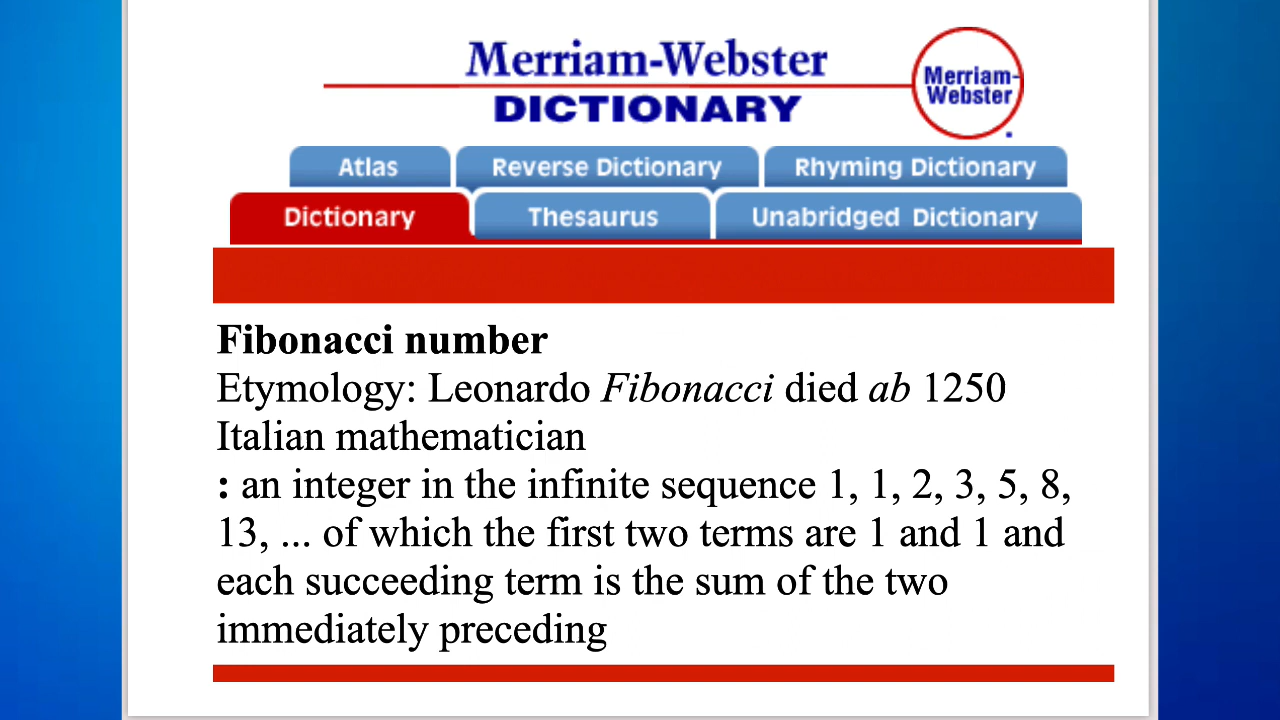 Merriam-Webster
DICTIONARY
Merriam-
Webster
Atlas
Reverse Dictionary
Rhyming Dictionary
Dictionary
Thesaurus
Unabridged Dictionary
Fibonacci number
Etymology: Leonardo Fibonacci died ab 1250
Italian mathematician
: an integer in the infinite sequence 1, 1, 2, 3, 5, 8,
13, ... of which the first two terms are 1 and 1 and
each succeeding term is the sum of the two
immediately preceding